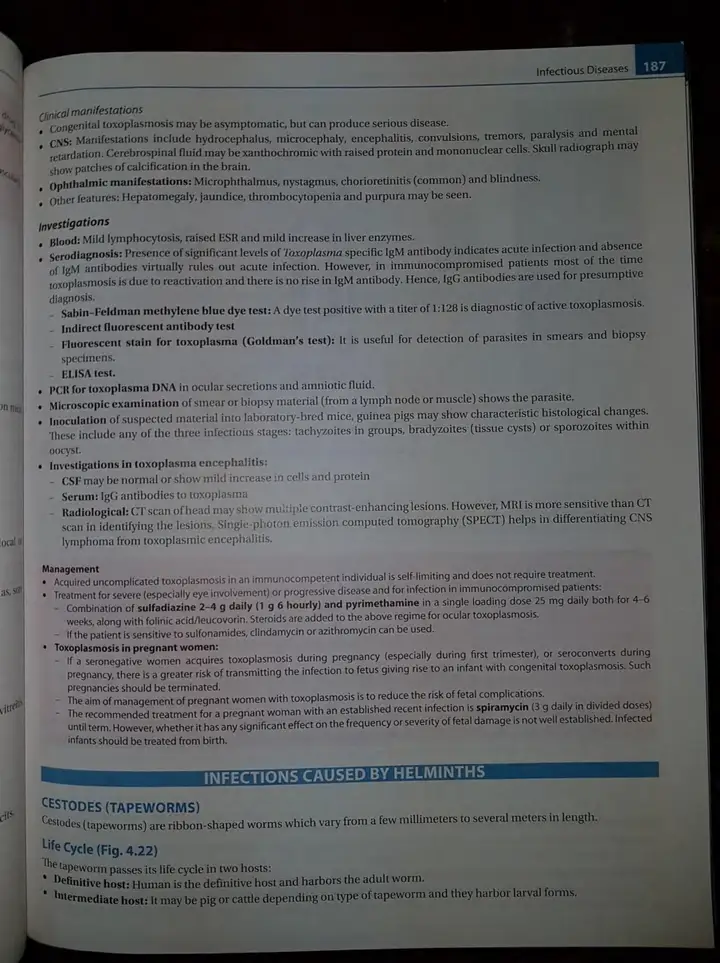 Infectious Diseases 187
Clinical manifestations
• Congenital toxoplasmosis may be asymptomatic, but can produce serious disease.
• CNS: Manifestations include hydrocephalus, microcephaly, encephalitis, convulsions, tremors, paralysis and mental
retardation. Cerebrospinal fluid may be xanthochromic with raised protein and mononuclear cells. Skull radiograph may
show patches of calcification in the brain.
• Ophthalmic manifestations: Microphthalmus, nystagmus, chorioretinitis (common) and blindness.
• Other features: Hepatomegaly, jaundice, thrombocytopenia and purpura may be seen.
Investigations
• Blood: Mild lymphocytosis, raised ESR and mild increase in liver enzymes.
• Serodiagnosis: Presence of significant levels of Toxoplasma specific IgM antibody indicates acute infection and absence
of IgM antibodies virtually rules out acute infection. However, in immunocompromised patients most of the time
toxoplasmosis is due to reactivation and there is no rise in IgM antibody. Hence, IgG antibodies are used for presumptive
diagnosis.
– Sabin–Feldman methylene blue dye test: A dye test positive with a titer of 1:128 is diagnostic of active toxoplasmosis.
– Indirect fluorescent antibody test
– Fluorescent stain for toxoplasma (Goldman's test): It is useful for detection of parasites in smears and biopsy
specimens.
– ELISA test.
• PCR for toxoplasma DNA in ocular secretions and amniotic fluid.
• Microscopic examination of smear or biopsy material (from a lymph node or muscle) shows the parasite.
• Inoculation of suspected material into laboratory-bred mice, guinea pigs may show characteristic histological changes.
These include any of the three infectious stages: tachyzoites in groups, bradyzoites (tissue cysts) or sporozoites within
oocyst.
• Investigations in toxoplasma encephalitis:
– CSF may be normal or show mild increase in cells and protein
– Serum: IgG antibodies to toxoplasma
– Radiological: CT scan of head may show multiple contrast-enhancing lesions. However, MRI is more sensitive than CT
scan in identifying the lesions. Single-photon emission computed tomography (SPECT) helps in differentiating CNS
lymphoma from toxoplasmic encephalitis.
Management
• Acquired uncomplicated toxoplasmosis in an immunocompetent individual is self-limiting and does not require treatment.
• Treatment for severe (especially eye involvement) or progressive disease and for infection in immunocompromised patients:
– Combination of sulfadiazine 2–4 g daily (1 g 6 hourly) and pyrimethamine in a single loading dose 25 mg daily both for 4–6
weeks, along with folinic acid/leucovorin. Steroids are added to the above regime for ocular toxoplasmosis.
– If the patient is sensitive to sulfonamides, clindamycin or azithromycin can be used.
• Toxoplasmosis in pregnant women:
– If a seronegative women acquires toxoplasmosis during pregnancy (especially during first trimester), or seroconverts during
pregnancy, there is a greater risk of transmitting the infection to fetus giving rise to an infant with congenital toxoplasmosis. Such
pregnancies should be terminated.
– The aim of management of pregnant women with toxoplasmosis is to reduce the risk of fetal complications.
– The recommended treatment for a pregnant woman with an established recent infection is spiramycin (3 g daily in divided doses)
until term. However, whether it has any significant effect on the frequency or severity of fetal damage is not well established. Infected
infants should be treated from birth.
INFECTIONS CAUSED BY HELMINTHS
CESTODES (TAPEWORMS)
Cestodes (tapeworms) are ribbon-shaped worms which vary from a few millimeters to several meters in length.
Life Cycle (Fig. 4.22)
The tapeworm passes its life cycle in two hosts:
• Definitive host: Human is the definitive host and harbors the adult worm.
• Intermediate host: It may be pig or cattle depending on type of tapeworm and they harbor larval forms.